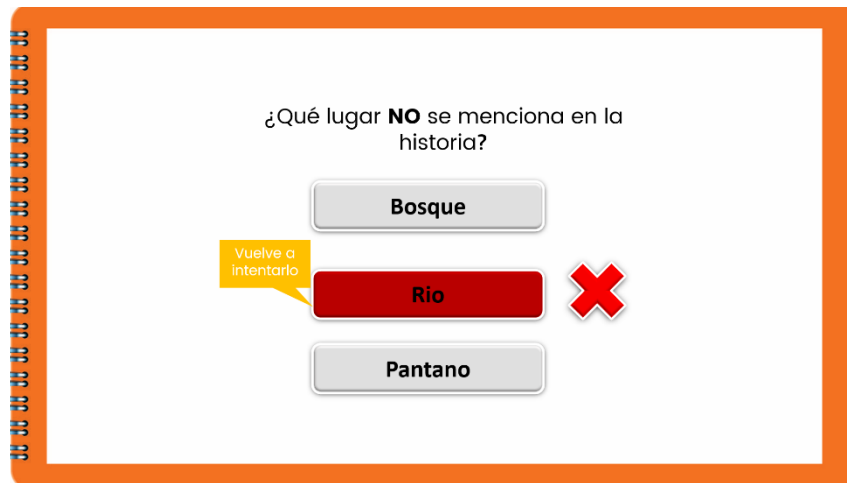 ¿Qué lugar NO se menciona en la
historia?
Bosque
Vuelve a
intentarlo
Rio
Pantano